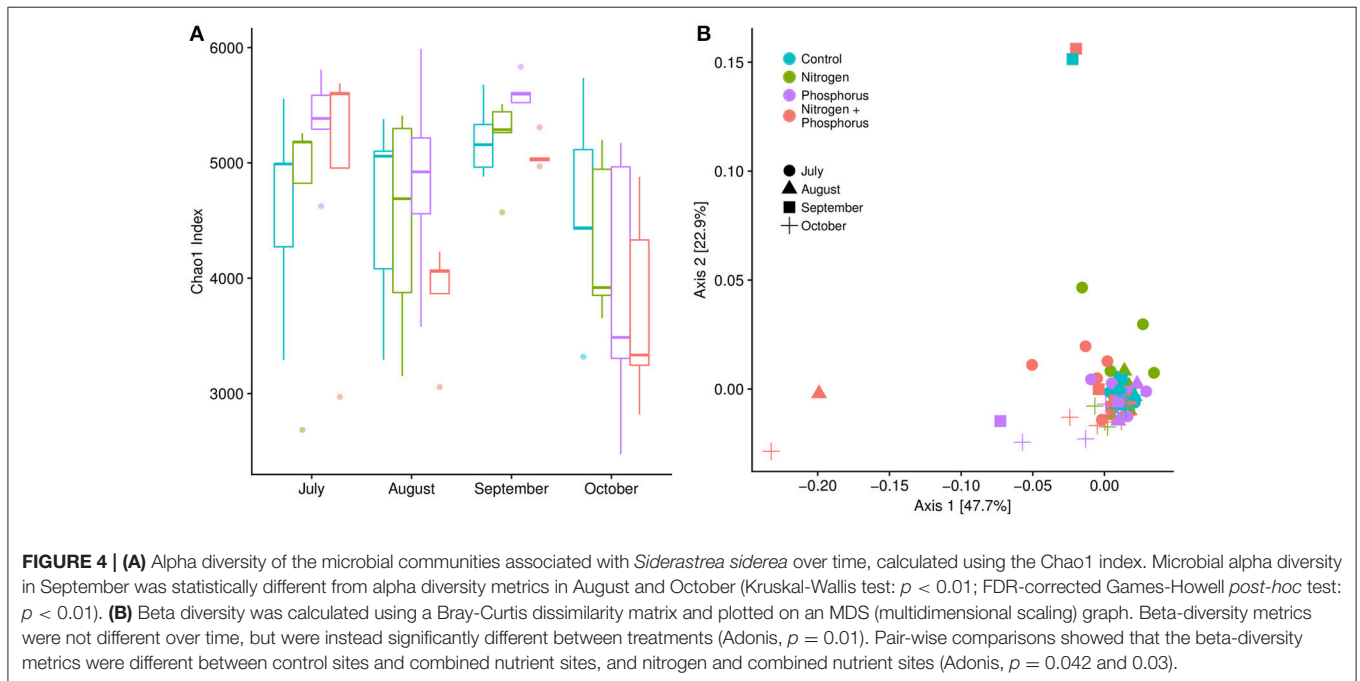 A
6000
5000
4000
3000
Chao1 Index
July
August
September
October
B
0.15
0.10
0.05
0.00
Axis 2 [22.9%]
Control
Nitrogen
Phosphorus
Nitrogen +
Phosphorus
July
August
September
October
−0.20
−0.15
−0.10
−0.05
0.00
Axis 1 [47.7%]
FIGURE 4 | (A) Alpha diversity of the microbial communities associated with Siderastrea siderea over time, calculated using the Chao1 index. Microbial alpha diversity
in September was statistically different from alpha diversity metrics in August and October (Kruskal-Wallis test: p < 0.01; FDR-corrected Games-Howell post-hoc test:
p < 0.01). (B) Beta diversity was calculated using a Bray-Curtis dissimilarity matrix and plotted on an MDS (multidimensional scaling) graph. Beta-diversity metrics
were not different over time, but were instead significantly different between treatments (Adonis, p = 0.01). Pair-wise comparisons showed that the beta-diversity
metrics were different between control sites and combined nutrient sites, and nitrogen and combined nutrient sites (Adonis, p = 0.042 and 0.03).